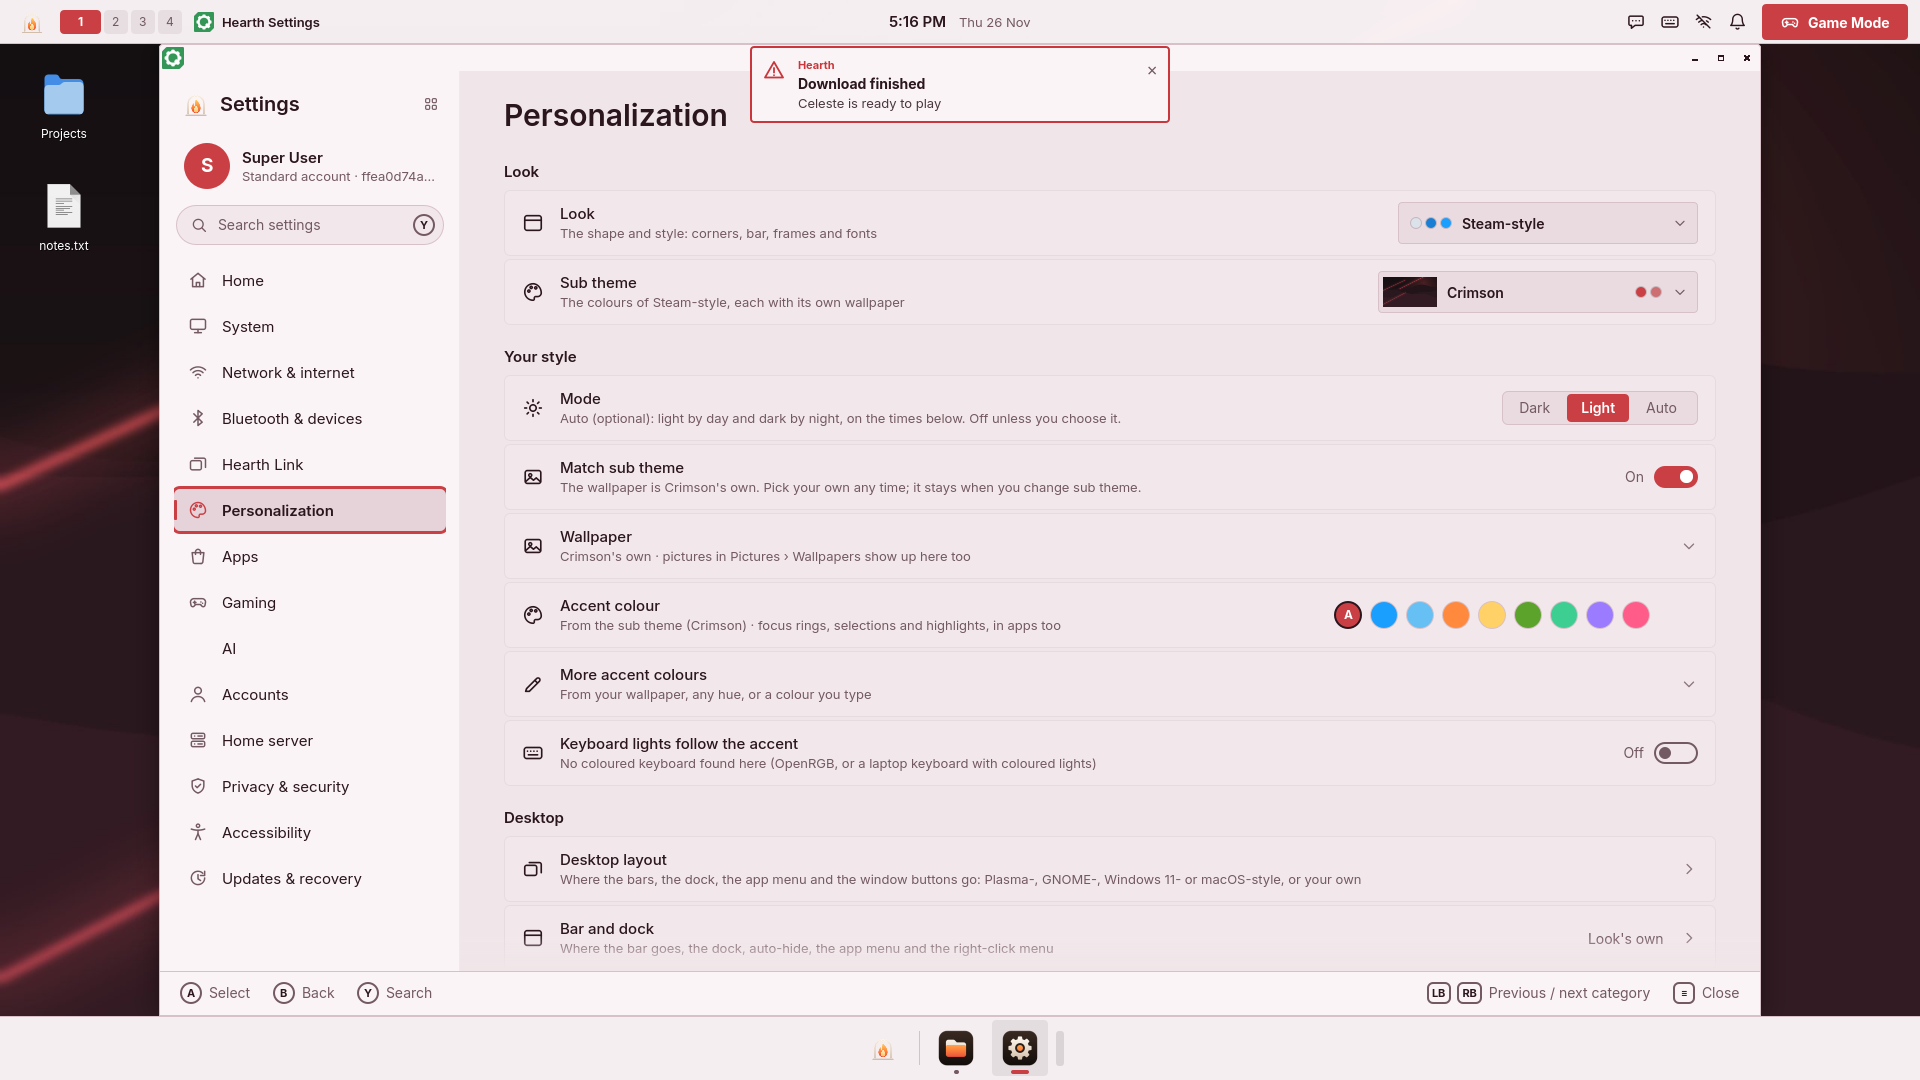 1 2 3 4 Hearth Settings
5:16 PM Thu 26 Nov
Game Mode
Hearth
Download finished
Celeste is ready to play
Projects
notes.txt
Settings
S
Super User
Standard account · ffea0d74a...
Search settings Y
Home
System
Network & internet
Bluetooth & devices
Hearth Link
Personalization
Apps
Gaming
AI
Accounts
Home server
Privacy & security
Accessibility
Updates & recovery
Personalization
Look
Look
The shape and style: corners, bar, frames and fonts
Steam-style
Sub theme
The colours of Steam-style, each with its own wallpaper
Crimson
Your style
Mode
Auto (optional): light by day and dark by night, on the times below. Off unless you choose it.
Dark Light Auto
Match sub theme
The wallpaper is Crimson's own. Pick your own any time; it stays when you change sub theme.
On
Wallpaper
Crimson's own · pictures in Pictures › Wallpapers show up here too
Accent colour
From the sub theme (Crimson) · focus rings, selections and highlights, in apps too
A
More accent colours
From your wallpaper, any hue, or a colour you type
Keyboard lights follow the accent
No coloured keyboard found here (OpenRGB, or a laptop keyboard with coloured lights)
Off
Desktop
Desktop layout
Where the bars, the dock, the app menu and the window buttons go: Plasma-, GNOME-, Windows 11- or macOS-style, or your own
Bar and dock
Where the bar goes, the dock, auto-hide, the app menu and the right-click menu
Look's own
A Select B Back Y Search
LB RB Previous / next category ≡ Close